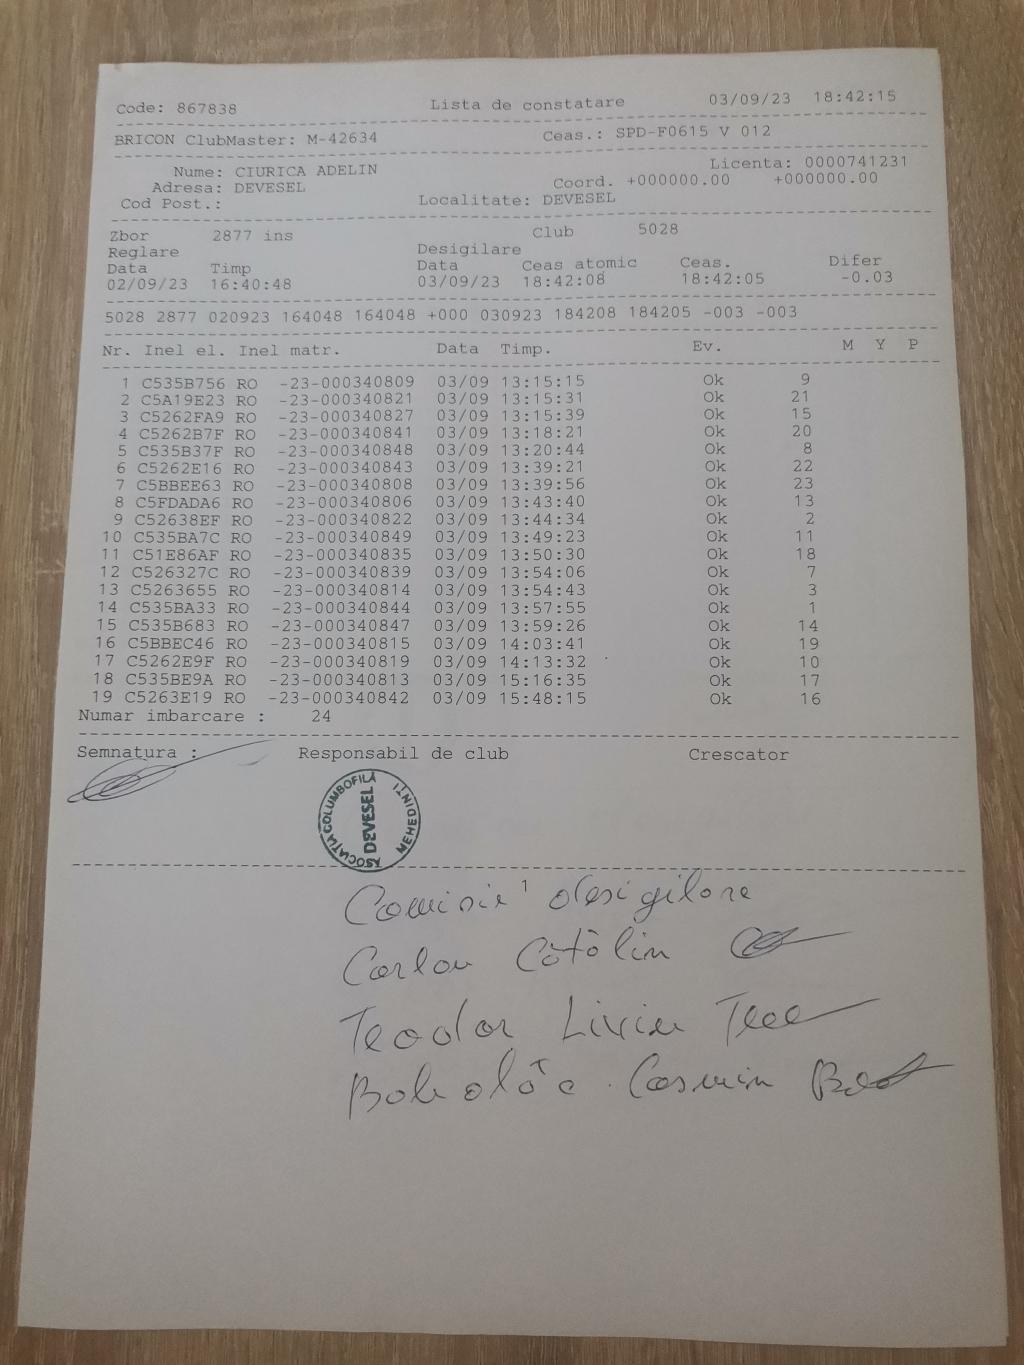 Code: 867838 Lista de constatare 03/09/23 18:42:15
BRICON ClubMaster: M-42634 Ceas.: SPD-F0615 V 012
Nume: CIURICA ADELIN Licenta: 0000741231
Adresa: DEVESEL Coord. +000000.00 +000000.00
Cod Post.: Localitate: DEVESEL
Zbor 2877 ins Club 5028
Reglare Desigilare
Data Timp Data Ceas atomic Ceas. Difer
02/09/23 16:40:48 03/09/23 18:42:08 18:42:05 -0.03
5028 2877 020923 164048 164048 +000 030923 184208 184205 -003 -003
Nr. Inel el. Inel matr. Data Timp. Ev. M Y P
1 C535B756 RO -23-000340809 03/09 13:15:15 Ok 9
2 C5A19E23 RO -23-000340821 03/09 13:15:31 Ok 21
3 C5262FA9 RO -23-000340827 03/09 13:15:39 Ok 15
4 C5262B7F RO -23-000340841 03/09 13:18:21 Ok 20
5 C535B37F RO -23-000340848 03/09 13:20:44 Ok 8
6 C5262E16 RO -23-000340843 03/09 13:39:21 Ok 22
7 C5BBEE63 RO -23-000340808 03/09 13:39:56 Ok 23
8 C5FDADA6 RO -23-000340806 03/09 13:43:40 Ok 13
9 C52638EF RO -23-000340822 03/09 13:44:34 Ok 2
10 C535BA7C RO -23-000340849 03/09 13:49:23 Ok 11
11 C51E86AF RO -23-000340835 03/09 13:50:30 Ok 18
12 C526327C RO -23-000340839 03/09 13:54:06 Ok 7
13 C5263655 RO -23-000340814 03/09 13:54:43 Ok 3
14 C535BA33 RO -23-000340844 03/09 13:57:55 Ok 1
15 C535B683 RO -23-000340847 03/09 13:59:26 Ok 14
16 C5BBEC46 RO -23-000340815 03/09 14:03:41 Ok 19
17 C5262E9F RO -23-000340819 03/09 14:13:32 Ok 10
18 C535BE9A RO -23-000340813 03/09 15:16:35 Ok 17
19 C5263E19 RO -23-000340842 03/09 15:48:15 Ok 16
Numar imbarcare : 24
Semnatura : Responsabil de club Crescator
ASOCIAȚIA COLUMBOFILĂ
DEVESEL
MEHEDINȚI
1
Comisie desigilare
Cătălin
Teodor Liviu
Cosmin